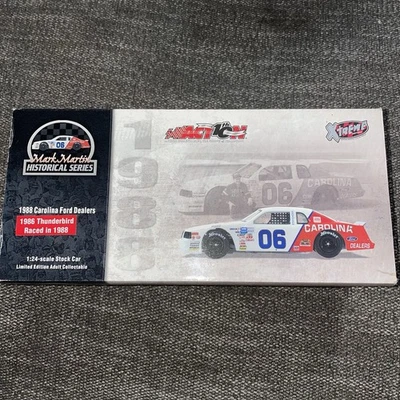 06
Mark Martin
HISTORICAL SERIES
1988 Carolina Ford Dealers
1986 Thunderbird
Raced in 1988
1:24-scale Stock Car
Limited Edition Adult Collectable
1988
ACTION
XTREME
06
CAROLINA
06
CAROLINA
DEALERS